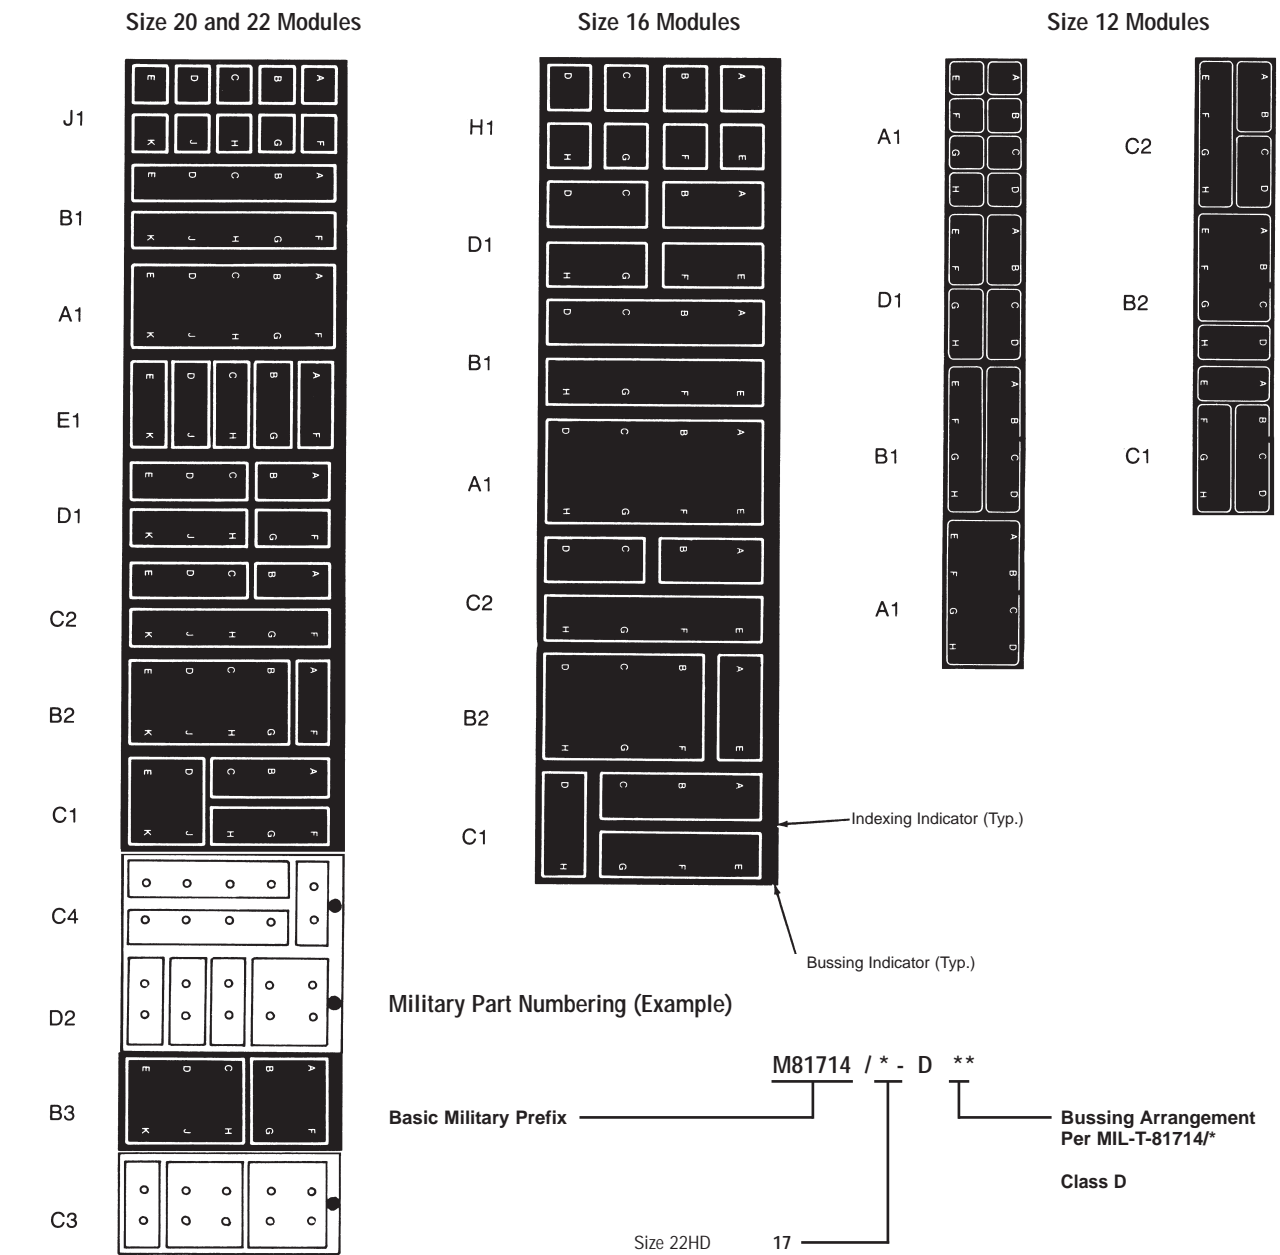 Size 20 and 22 Modules
J1
E D C B A
K J H G F
B1
E D C B A
K J H G F
A1
E D C B A
K J H G F
E1
E D C B A
K J H G F
D1
E D C B A
K J H G F
C2
E D C B A
K J H G F
B2
E D C B A
K J H G F
C1
E D C B A
K J H G F
C4
D2
B3
E D C B A
K J H G F
C3
Size 16 Modules
H1
D C B A
H G F E
D1
D C B A
H G F E
B1
D C B A
H G F E
A1
D C B A
H G F E
C2
D C B A
H G F E
B2
D C B A
H G F E
C1
D C B A
H G F E
Indexing Indicator (Typ.)
Bussing Indicator (Typ.)
Size 12 Modules
A1
E A
F B
G C
H D
D1
E A
F B
G C
H D
B1
E A
F B
G C
H D
A1
E A
F B
G C
H D
C2
E A
F B
G C
H D
B2
E A
F B
G C
H D
C1
E A
F B
G C
H D
Military Part Numbering (Example)
M81714 / * - D **
Basic Military Prefix
Bussing Arrangement
Per MIL-T-81714/*
Class D
Size 22HD 17